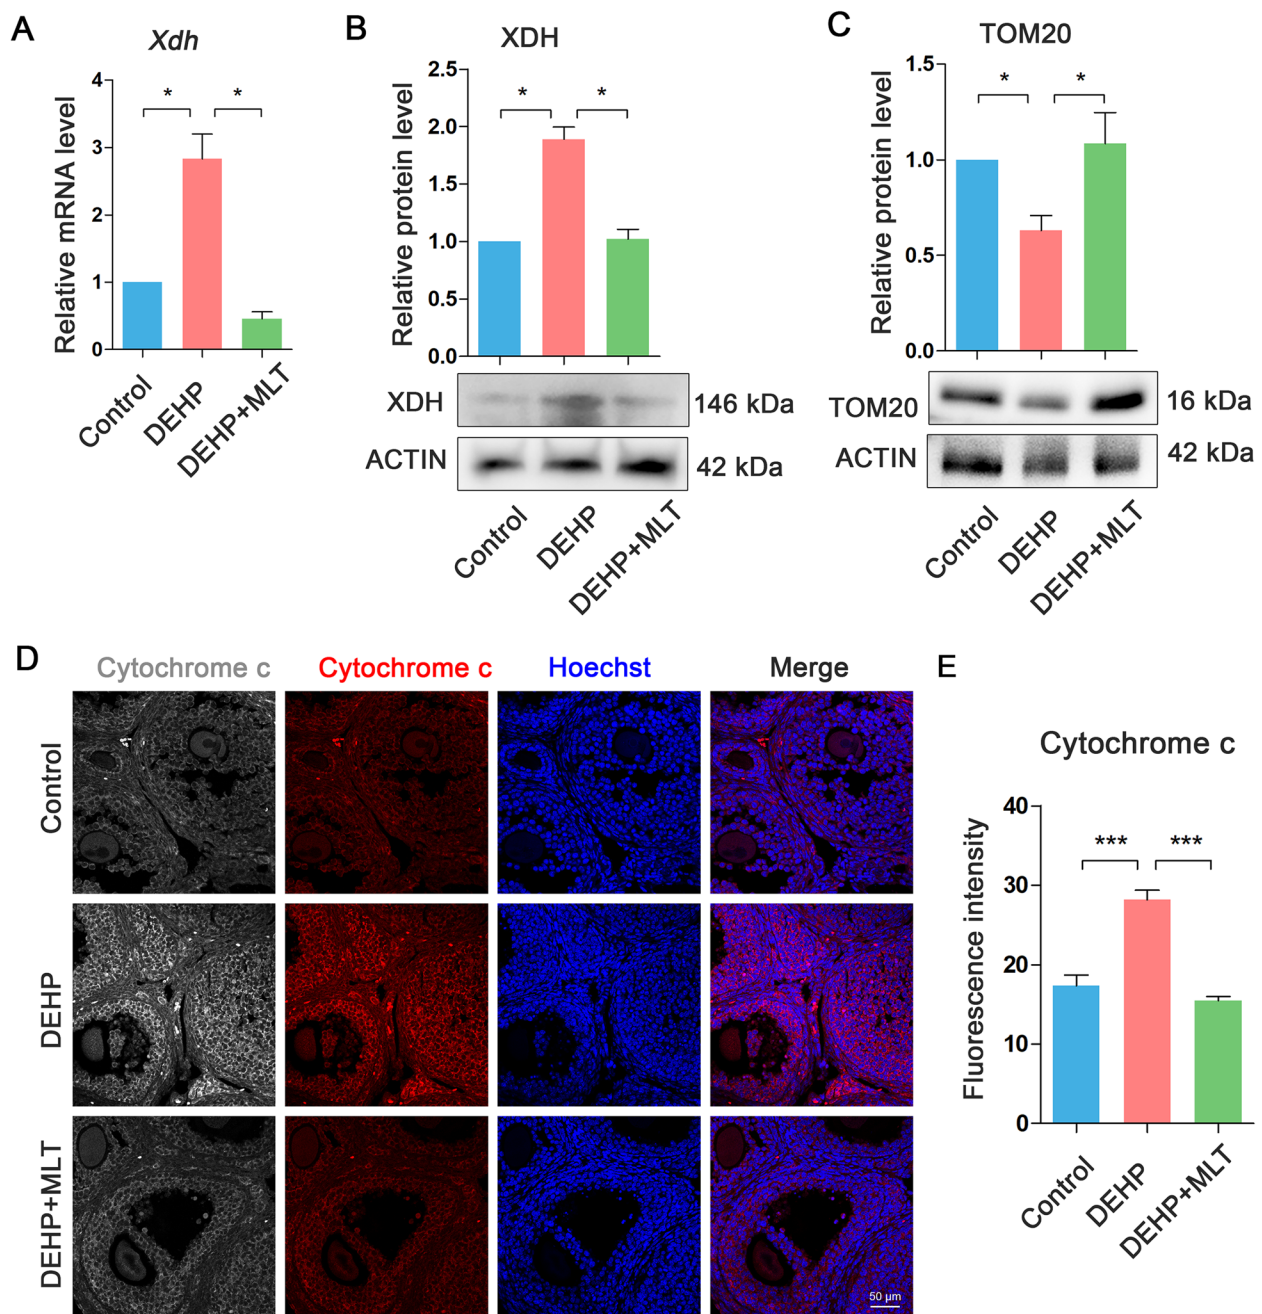 A
Xdh
Relative mRNA level
4
3
2
1
0
*
*
Control
DEHP
DEHP+MLT
B
XDH
Relative protein level
2.5
2.0
1.5
1.0
0.5
0.0
*
*
XDH
146 kDa
ACTIN
42 kDa
Control
DEHP
DEHP+MLT
C
TOM20
Relative protein level
1.5
1.0
0.5
0.0
*
*
TOM20
16 kDa
ACTIN
42 kDa
Control
DEHP
DEHP+MLT
D
Cytochrome c
Cytochrome c
Hoechst
Merge
Control
DEHP
DEHP+MLT
50 μm
E
Cytochrome c
Fluorescence intensity
40
30
20
10
0
***
***
Control
DEHP
DEHP+MLT